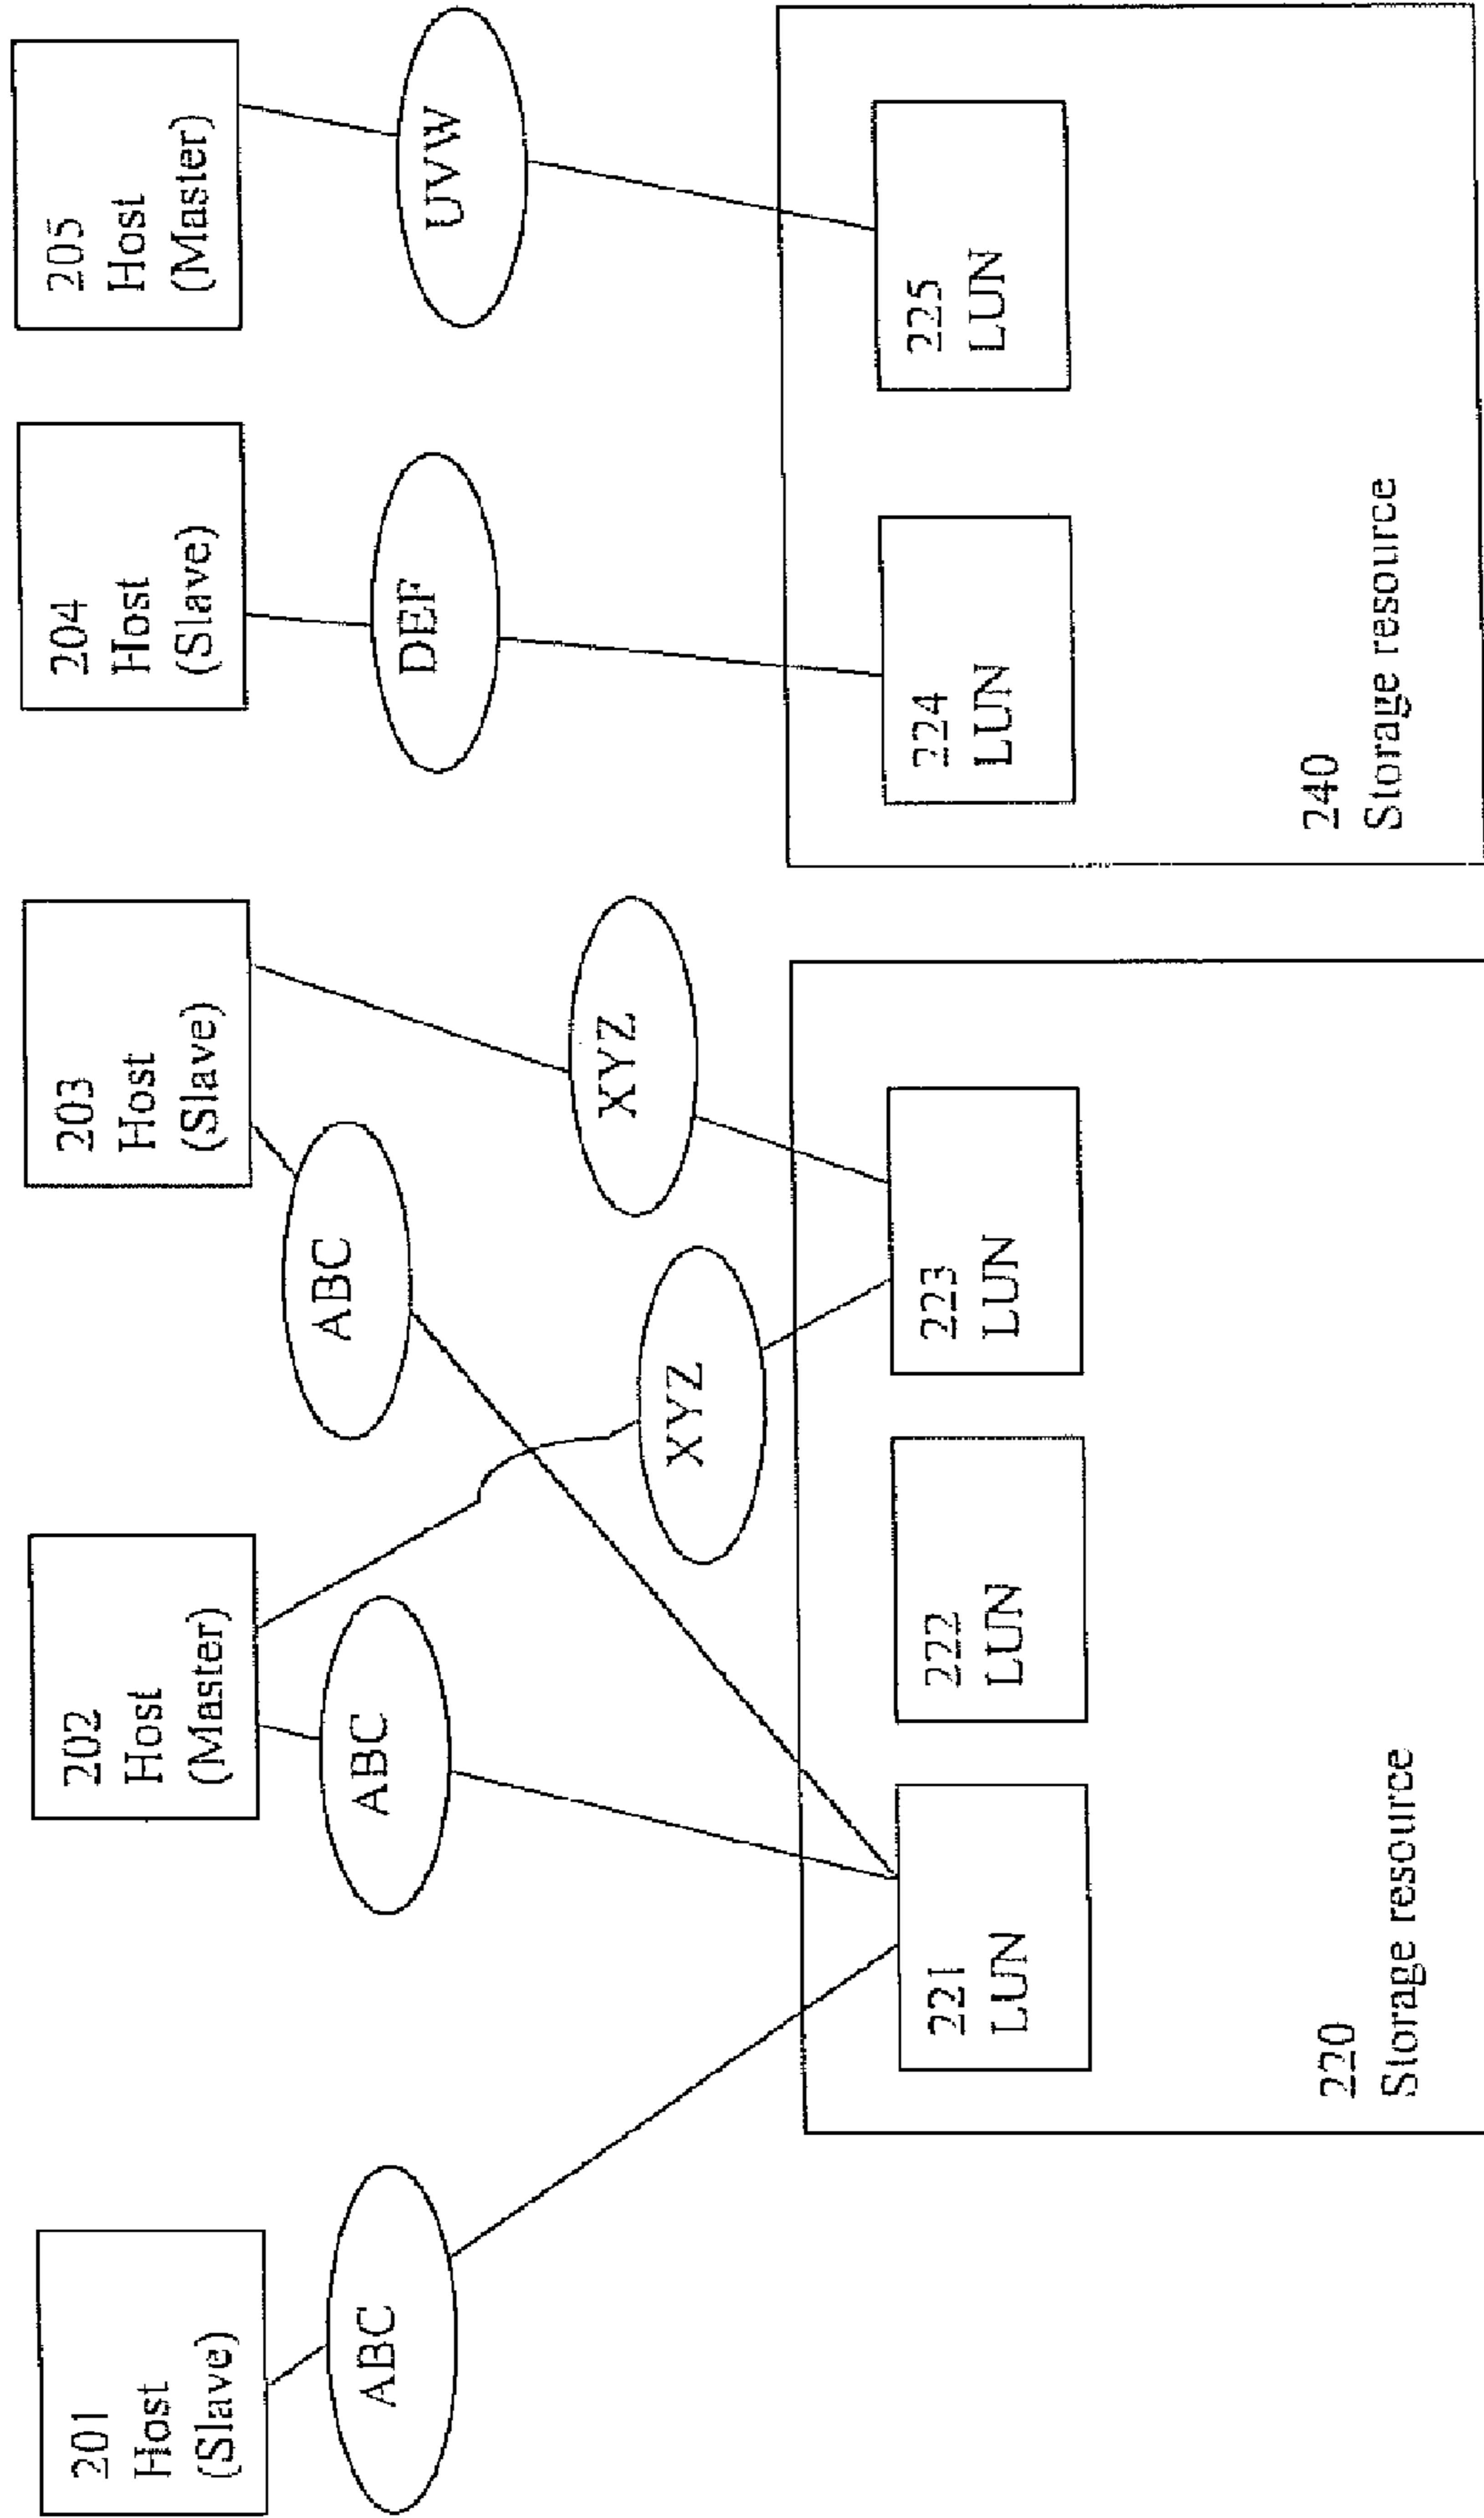 201
Host
(Slave)
202
Host
(Master)
203
Host
(Slave)
204
Host
(Slave)
205
Host
(Master)
ABC
ABC
ABC
XYZ
XYZ
DEF
UVW
221
LUN
222
LUN
223
LUN
224
LUN
225
LUN
220
Storage resource
240
Storage resource